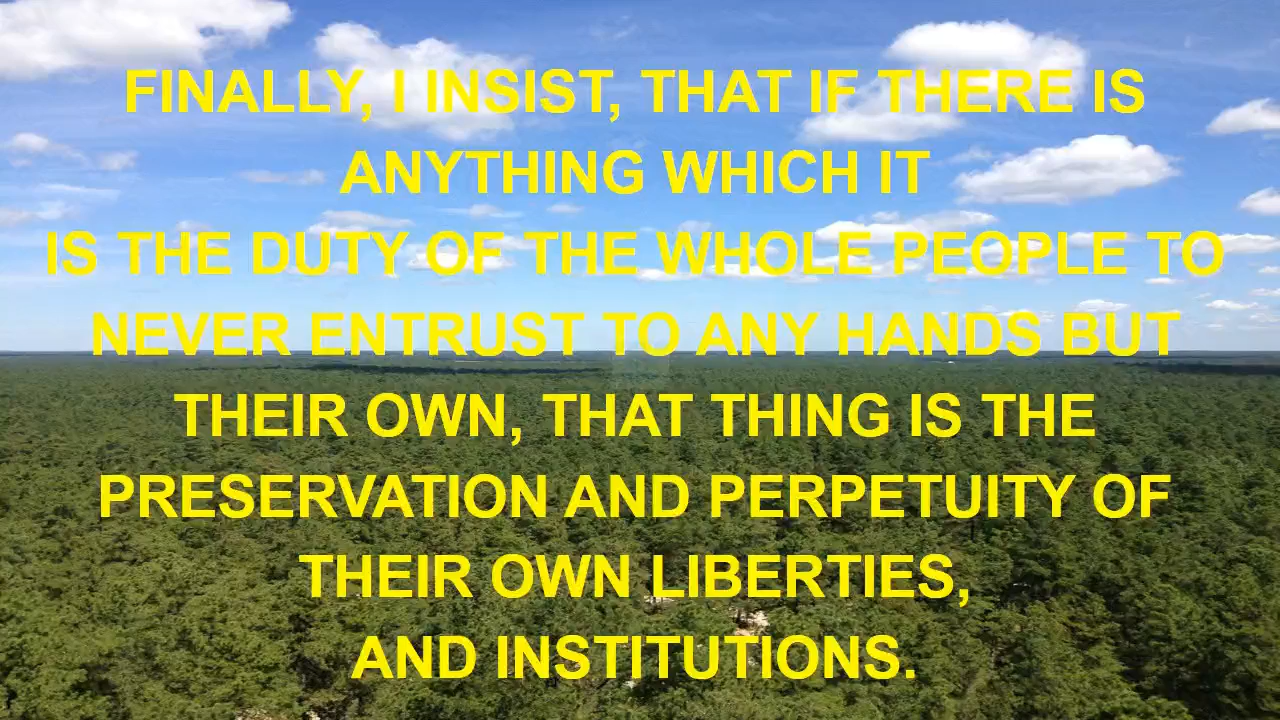 FINALLY, I INSIST, THAT IF THERE IS
ANYTHING WHICH IT
IS THE DUTY OF THE WHOLE PEOPLE TO
NEVER ENTRUST TO ANY HANDS BUT
THEIR OWN, THAT THING IS THE
PRESERVATION AND PERPETUITY OF
THEIR OWN LIBERTIES,
AND INSTITUTIONS.